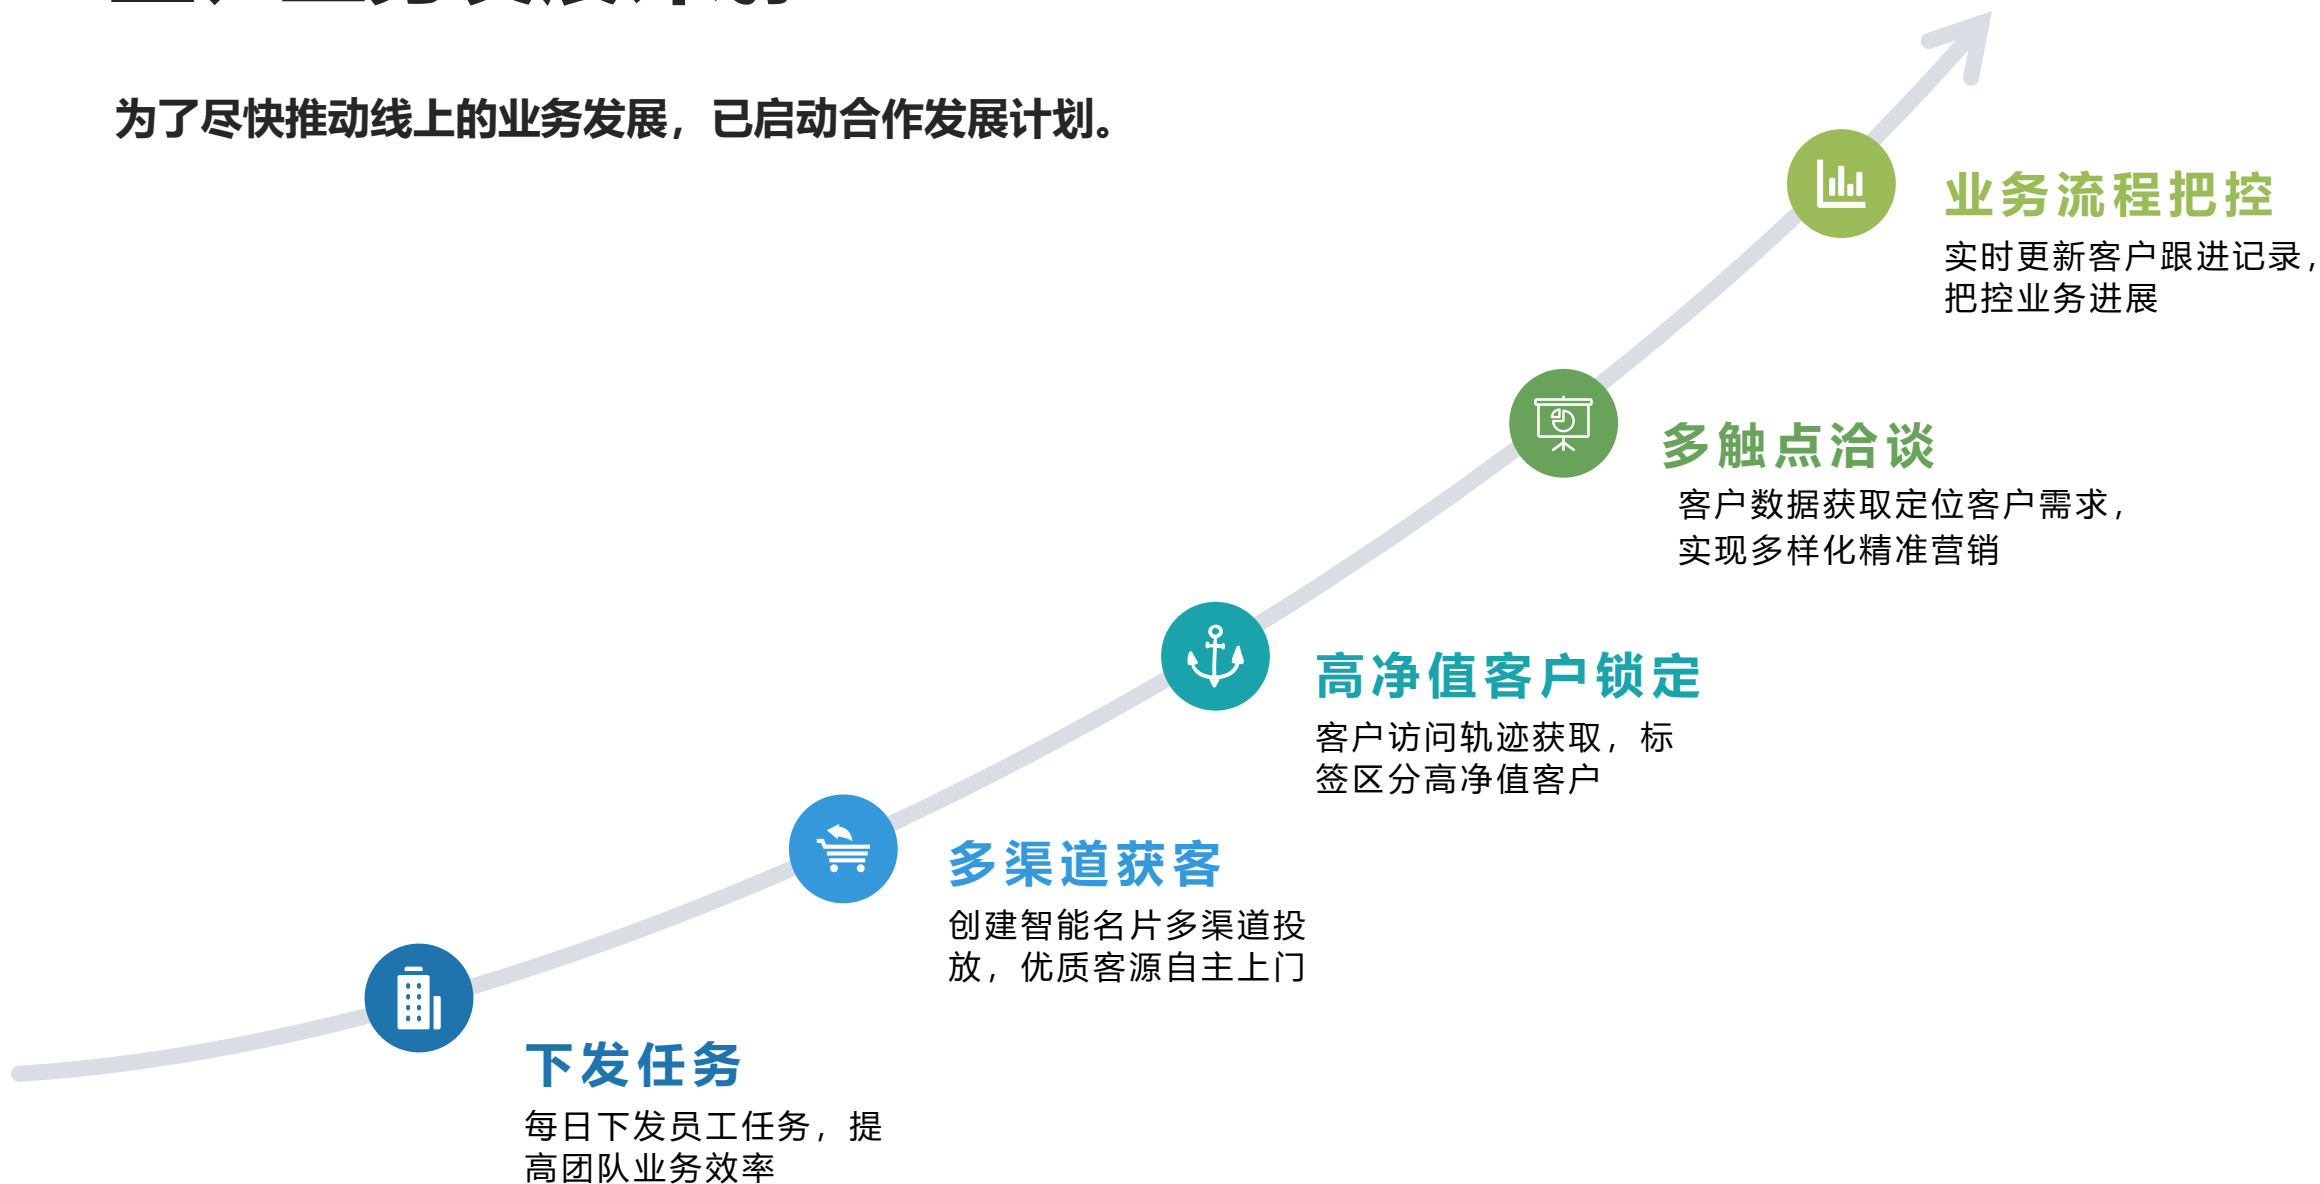 为了尽快推动线上的业务发展，已启动合作发展计划。
业务流程把控
实时更新客户跟进记录，
把控业务进展
多触点洽谈
客户数据获取定位客户需求，
实现多样化精准营销
高净值客户锁定
客户访问轨迹获取，标
签区分高净值客户
多渠道获客
创建智能名片多渠道投
放，优质客源自主上门
下发任务
每日下发员工任务，提
高团队业务效率